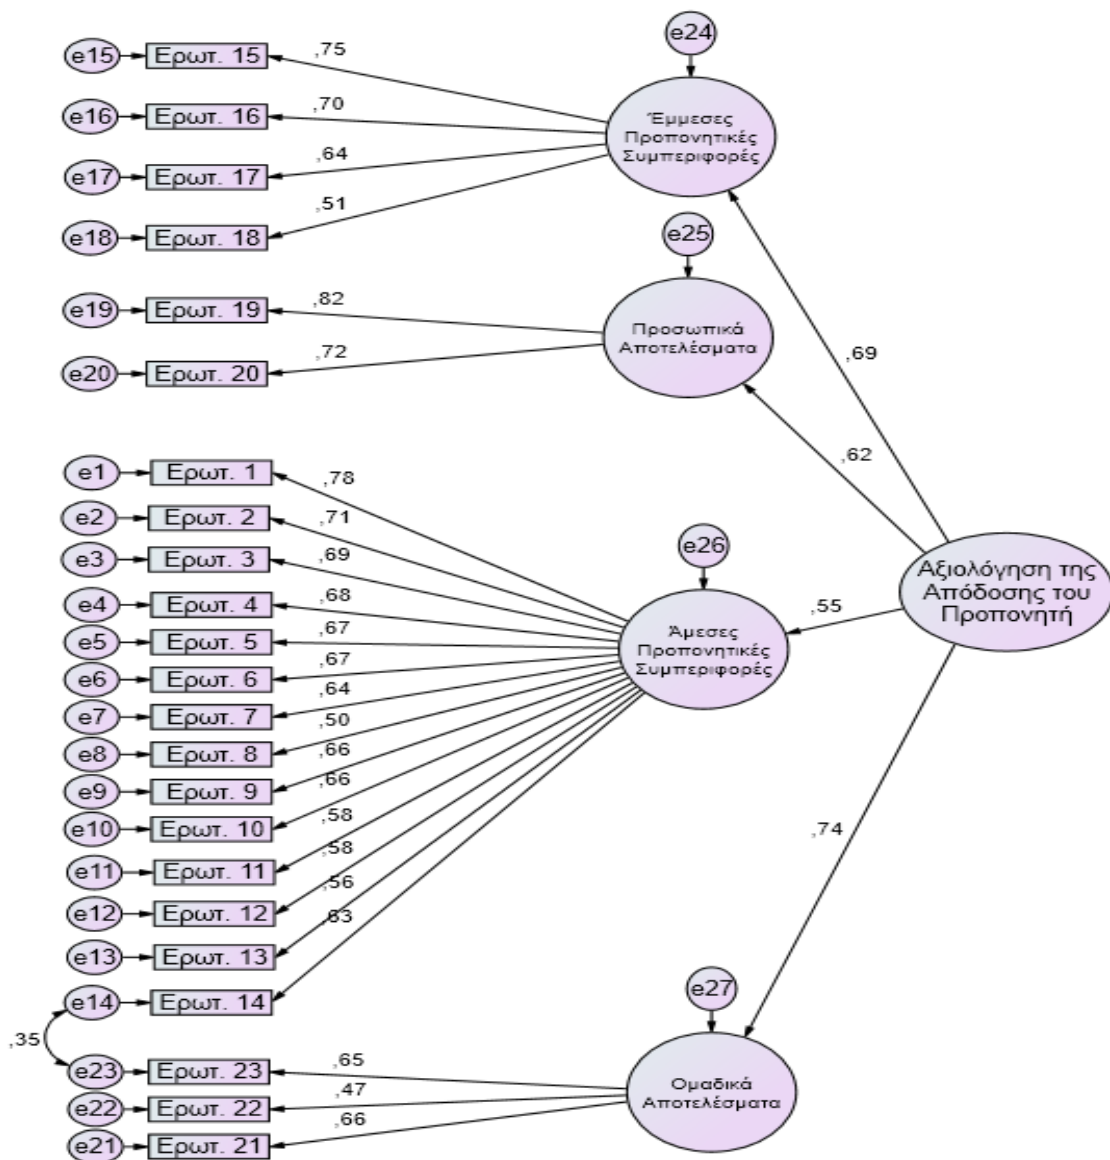 e24
e15 Ερωτ. 15 ,75
Έμμεσες
Προπονητικές
Συμπεριφορές
e16 Ερωτ. 16 ,70
e17 Ερωτ. 17 ,64
e18 Ερωτ. 18 ,51
e25
e19 Ερωτ. 19 ,82
Προσωπικά
Αποτελέσματα
e20 Ερωτ. 20 ,72
,69
,62
e1 Ερωτ. 1 ,78
e2 Ερωτ. 2 ,71
e26
e3 Ερωτ. 3 ,69
Αξιολόγηση της
Απόδοσης του
Προπονητή
e4 Ερωτ. 4 ,68
,55
Άμεσες
Προπονητικές
Συμπεριφορές
e5 Ερωτ. 5 ,67
e6 Ερωτ. 6 ,67
e7 Ερωτ. 7 ,64
e8 Ερωτ. 8 ,50
e9 Ερωτ. 9 ,66
e10 Ερωτ. 10 ,66
e11 Ερωτ. 11 ,58
e12 Ερωτ. 12 ,58
e13 Ερωτ. 13 ,56
e14 Ερωτ. 14 ,63
,74
e27
,35
e23 Ερωτ. 23 ,65
Ομαδικά
Αποτελέσματα
e22 Ερωτ. 22 ,47
e21 Ερωτ. 21 ,66